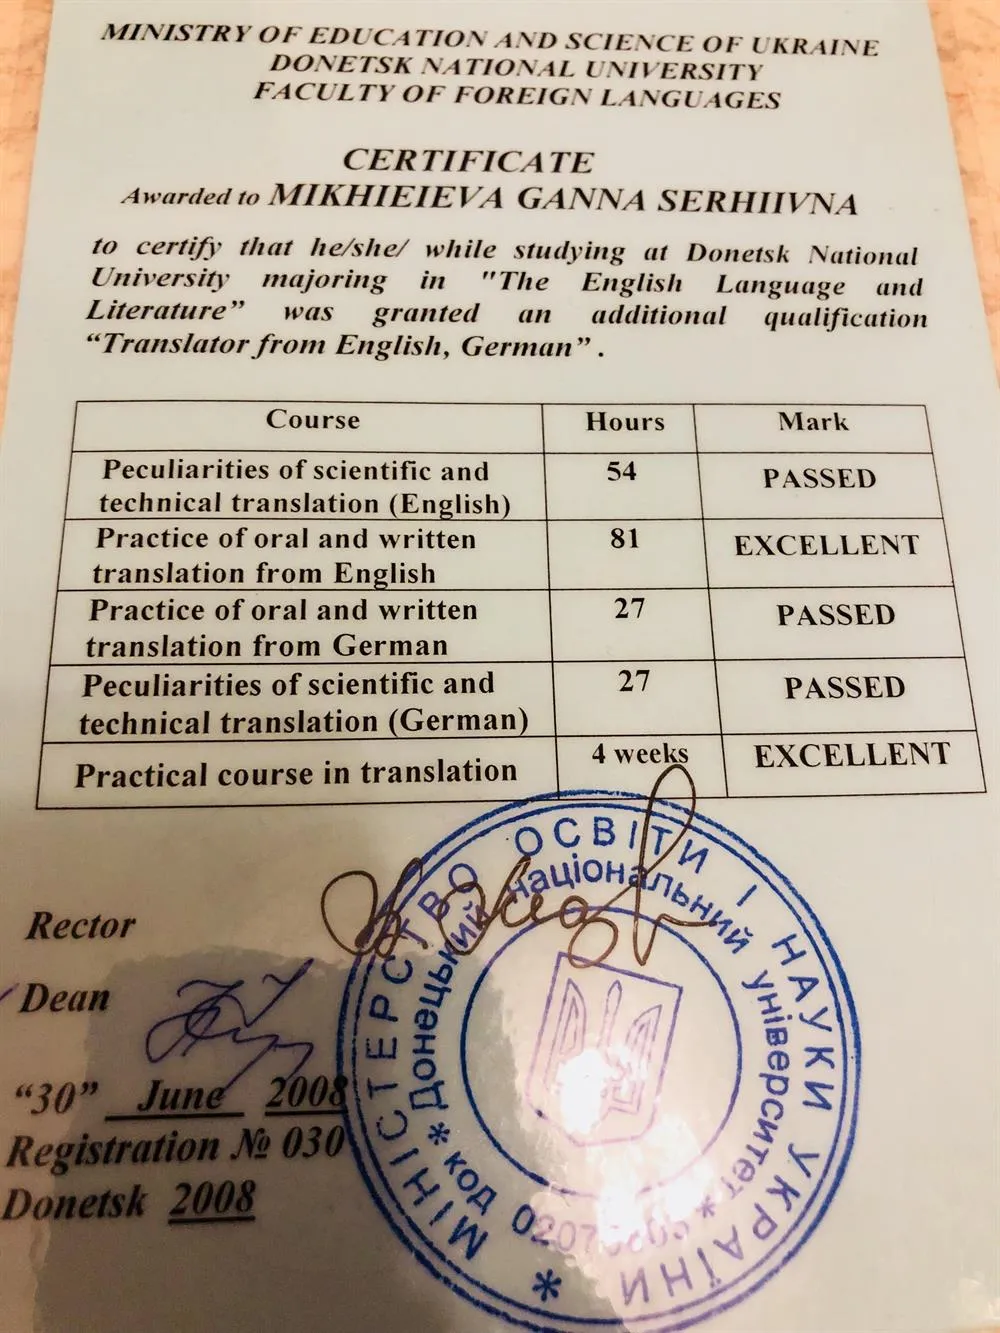 MINISTRY OF EDUCATION AND SCIENCE OF UKRAINE
DONETSK NATIONAL UNIVERSITY
FACULTY OF FOREIGN LANGUAGES
CERTIFICATE
Awarded to MIKHIEIEVA GANNA SERHIIVNA
to certify that he/she/ while studying at Donetsk National
University majoring in "The English Language and
Literature” was granted an additional qualification
“Translator from English, German” .
Course Hours Mark
Peculiarities of scientific and
technical translation (English) 54 PASSED
Practice of oral and written
translation from English 81 EXCELLENT
Practice of oral and written
translation from German 27 PASSED
Peculiarities of scientific and
technical translation (German) 27 PASSED
Practical course in translation 4 weeks EXCELLENT
Rector
Dean
“30” June 2008
Registration № 030
Donetsk 2008
МІНІСТЕРСТВО ОСВІТИ І НАУКИ УКРАЇНИ *
* Донецький національний університет *
код